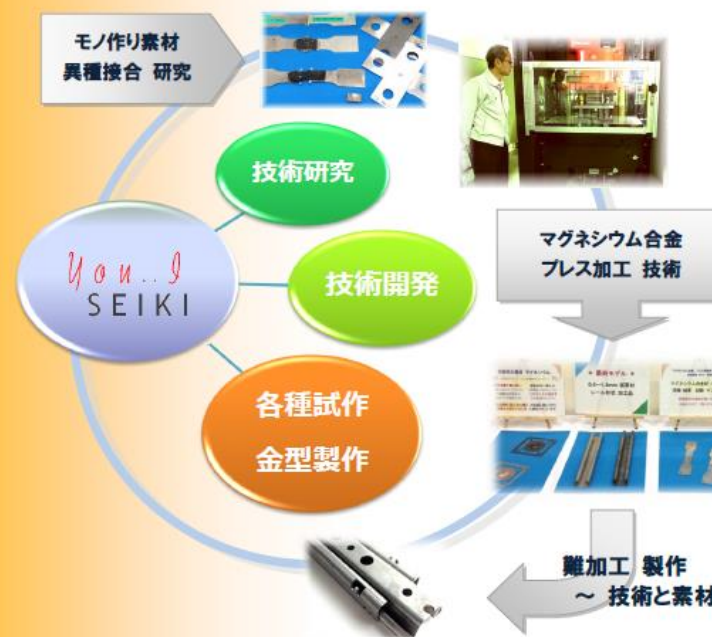 モノ作り素材
異種接合 研究
技術研究
You..I
SEIKI
技術開発
マグネシウム合金
プレス加工 技術
各種試作
金型製作
難加工 製作
～ 技術と素材